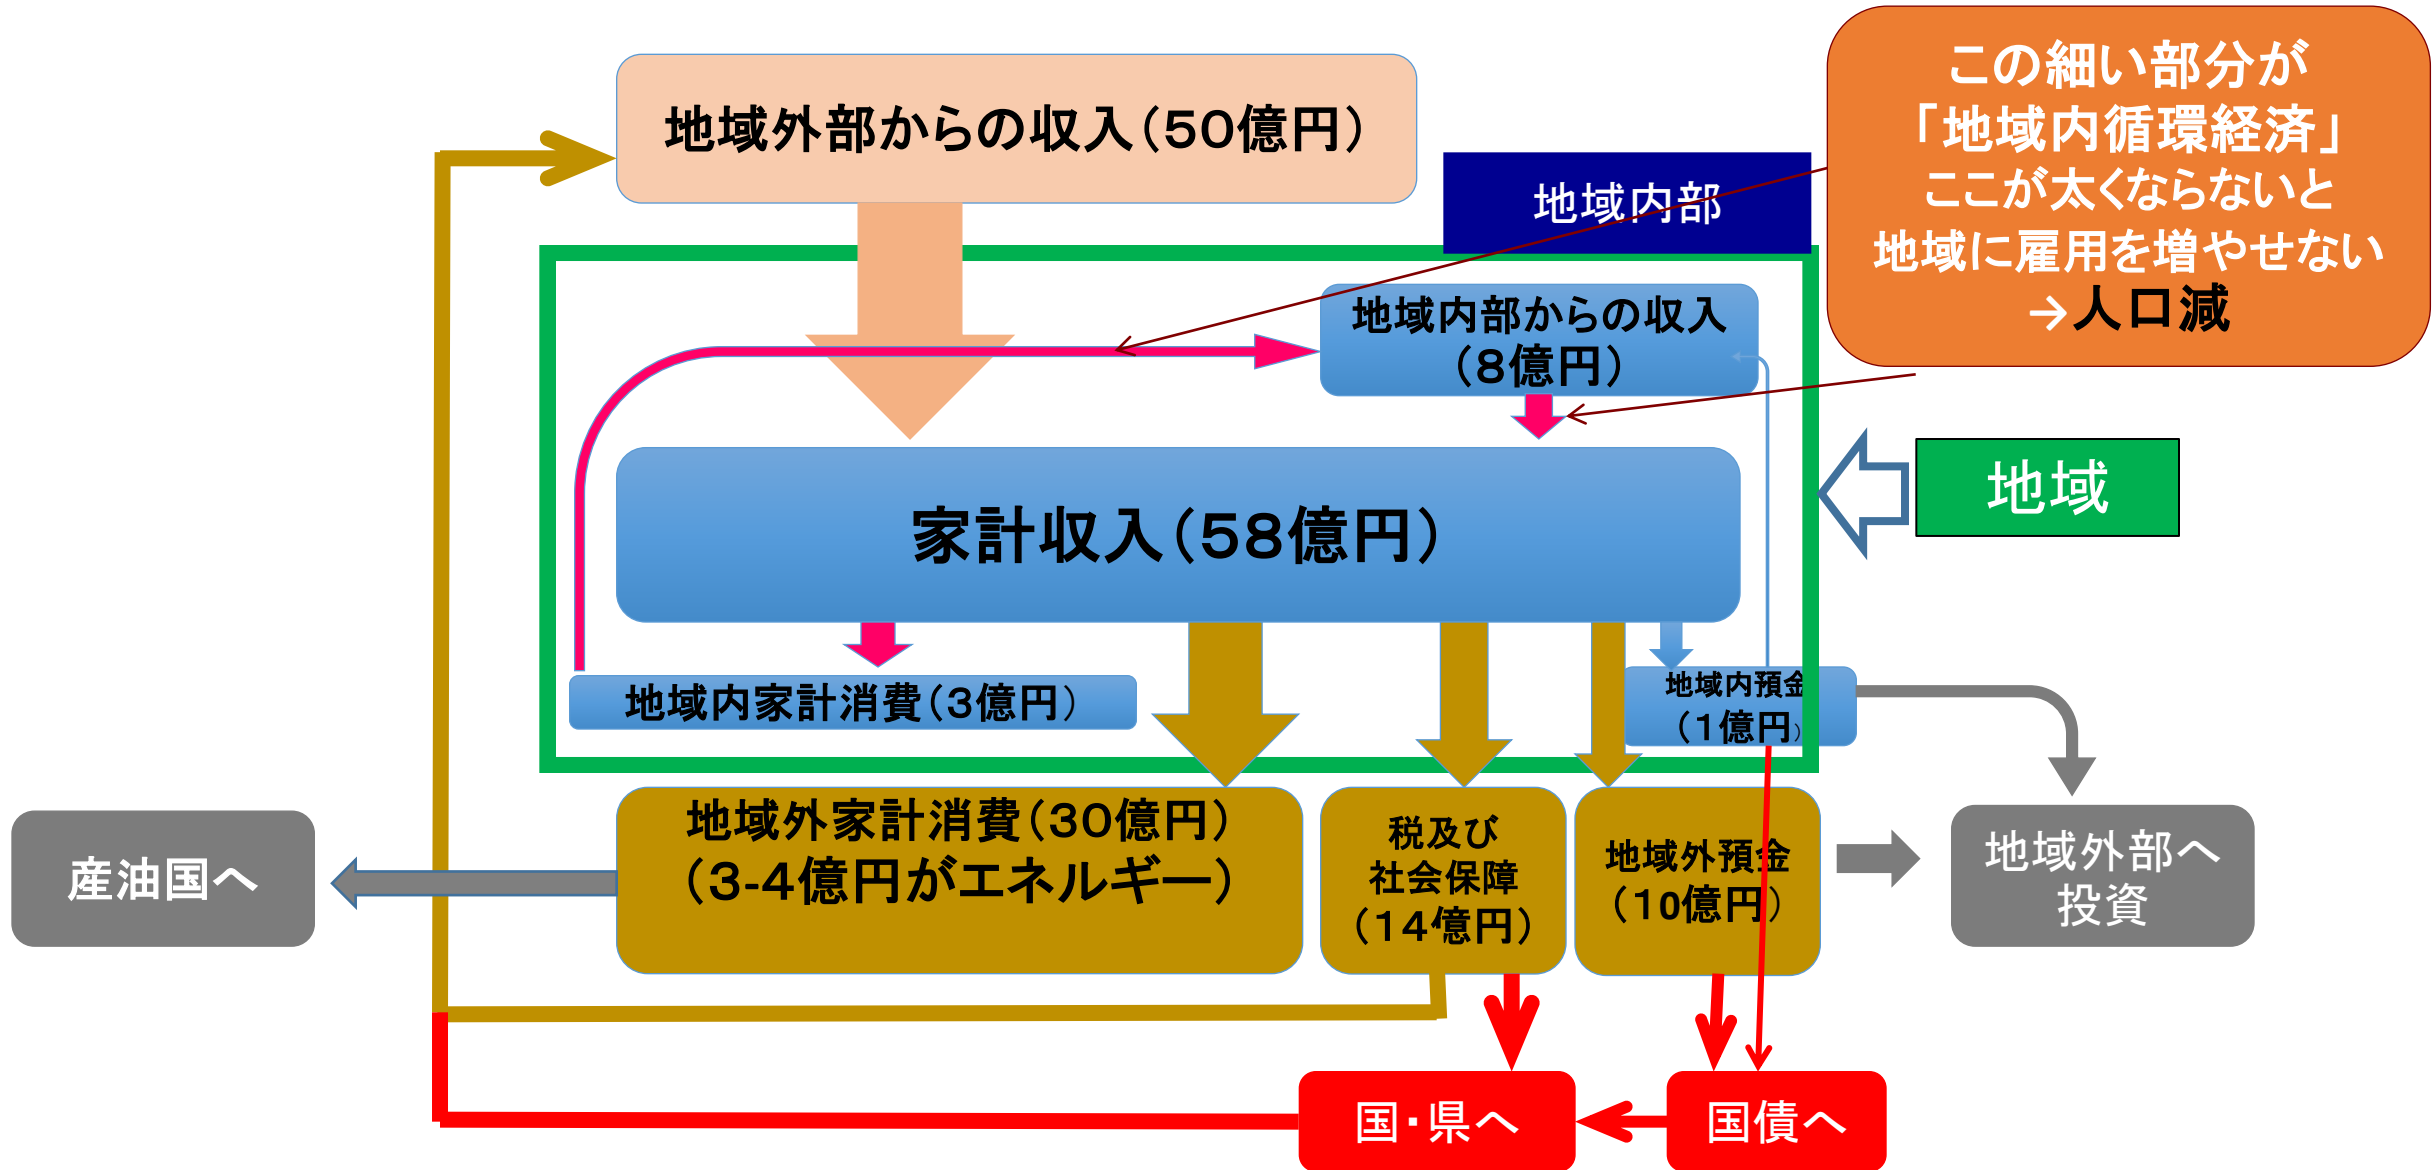 地域外部からの収入（50億円）
この細い部分が
「地域内循環経済」
ここが太くならないと
地域に雇用を増やせない
→人口減
地域内部
地域内部からの収入
（8億円）
家計収入（58億円）
地域
地域内家計消費（3億円）
地域内預金
（1億円）
地域外家計消費（30億円）
（3-4億円がエネルギー）
税及び
社会保障
（14億円）
地域外預金
（10億円）
産油国へ
地域外部へ
投資
国・県へ
国債へ